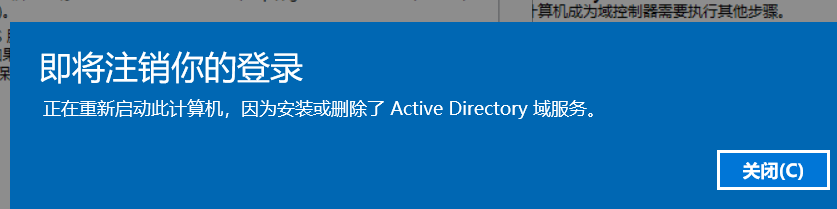 计算机成为域控制器需要执行其他步骤。
即将注销你的登录
正在重新启动此计算机，因为安装或删除了 Active Directory 域服务。
关闭(C)